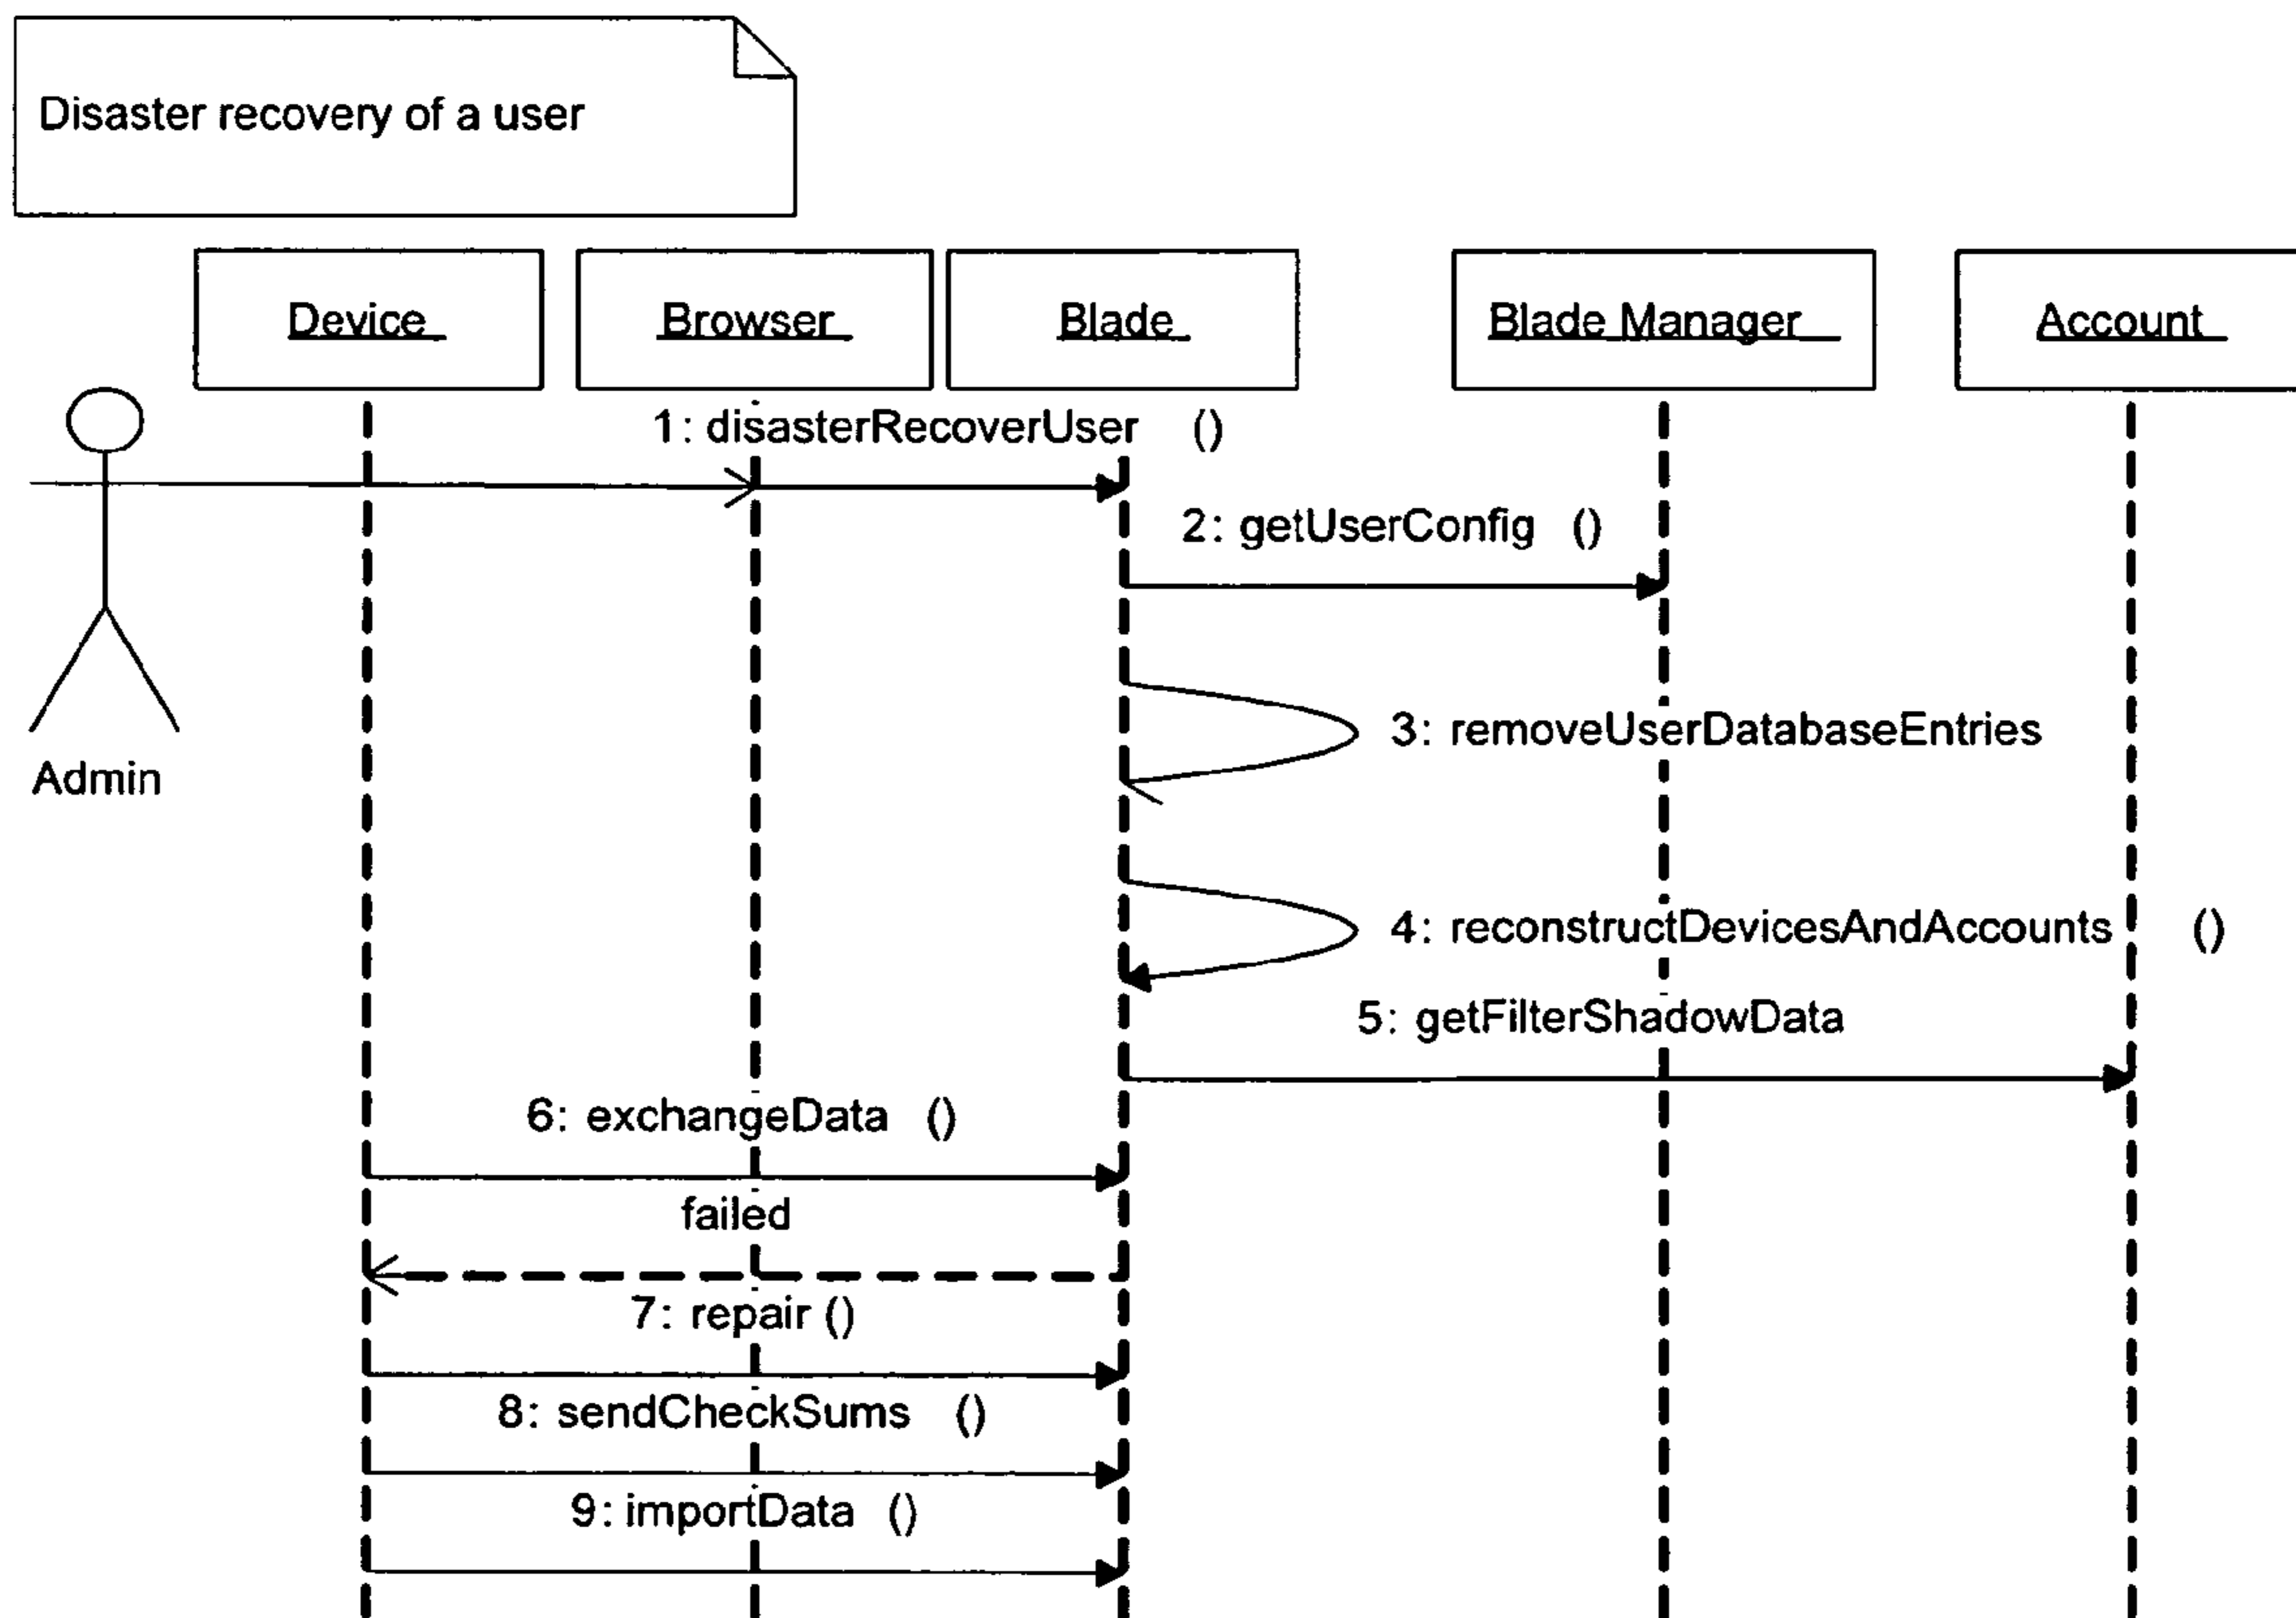 Disaster recovery of a user
Device
Browser
Blade
Blade Manager
Account
1: disasterRecoverUser ()
2: getUserConfig ()
3: removeUserDatabaseEntries
Admin
4: reconstructDevicesAndAccounts ()
5: getFilterShadowData
6: exchangeData ()
failed
7: repair ()
8: sendCheckSums ()
9: importData ()